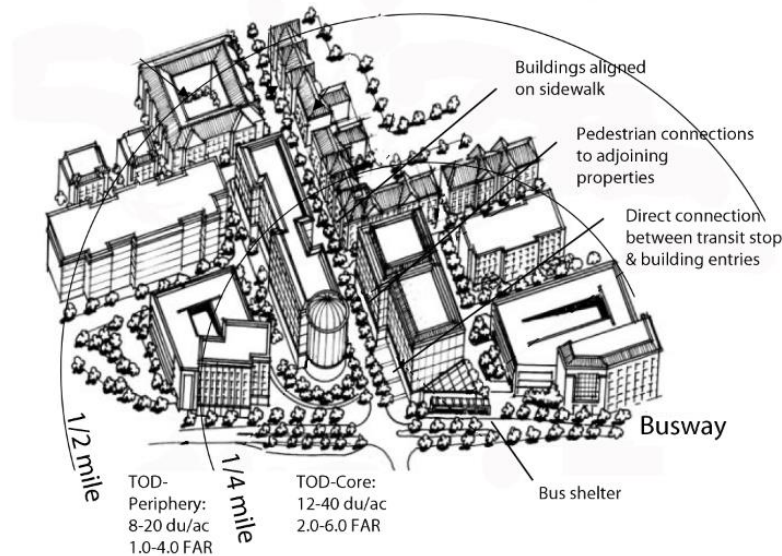 Buildings aligned
on sidewalk
Pedestrian connections
to adjoining
properties
Direct connection
between transit stop
& building entries
Busway
Bus shelter
1/2 mile
1/4 mile
TOD-
Periphery:
8-20 du/ac
1.0-4.0 FAR
TOD-Core:
12-40 du/ac
2.0-6.0 FAR